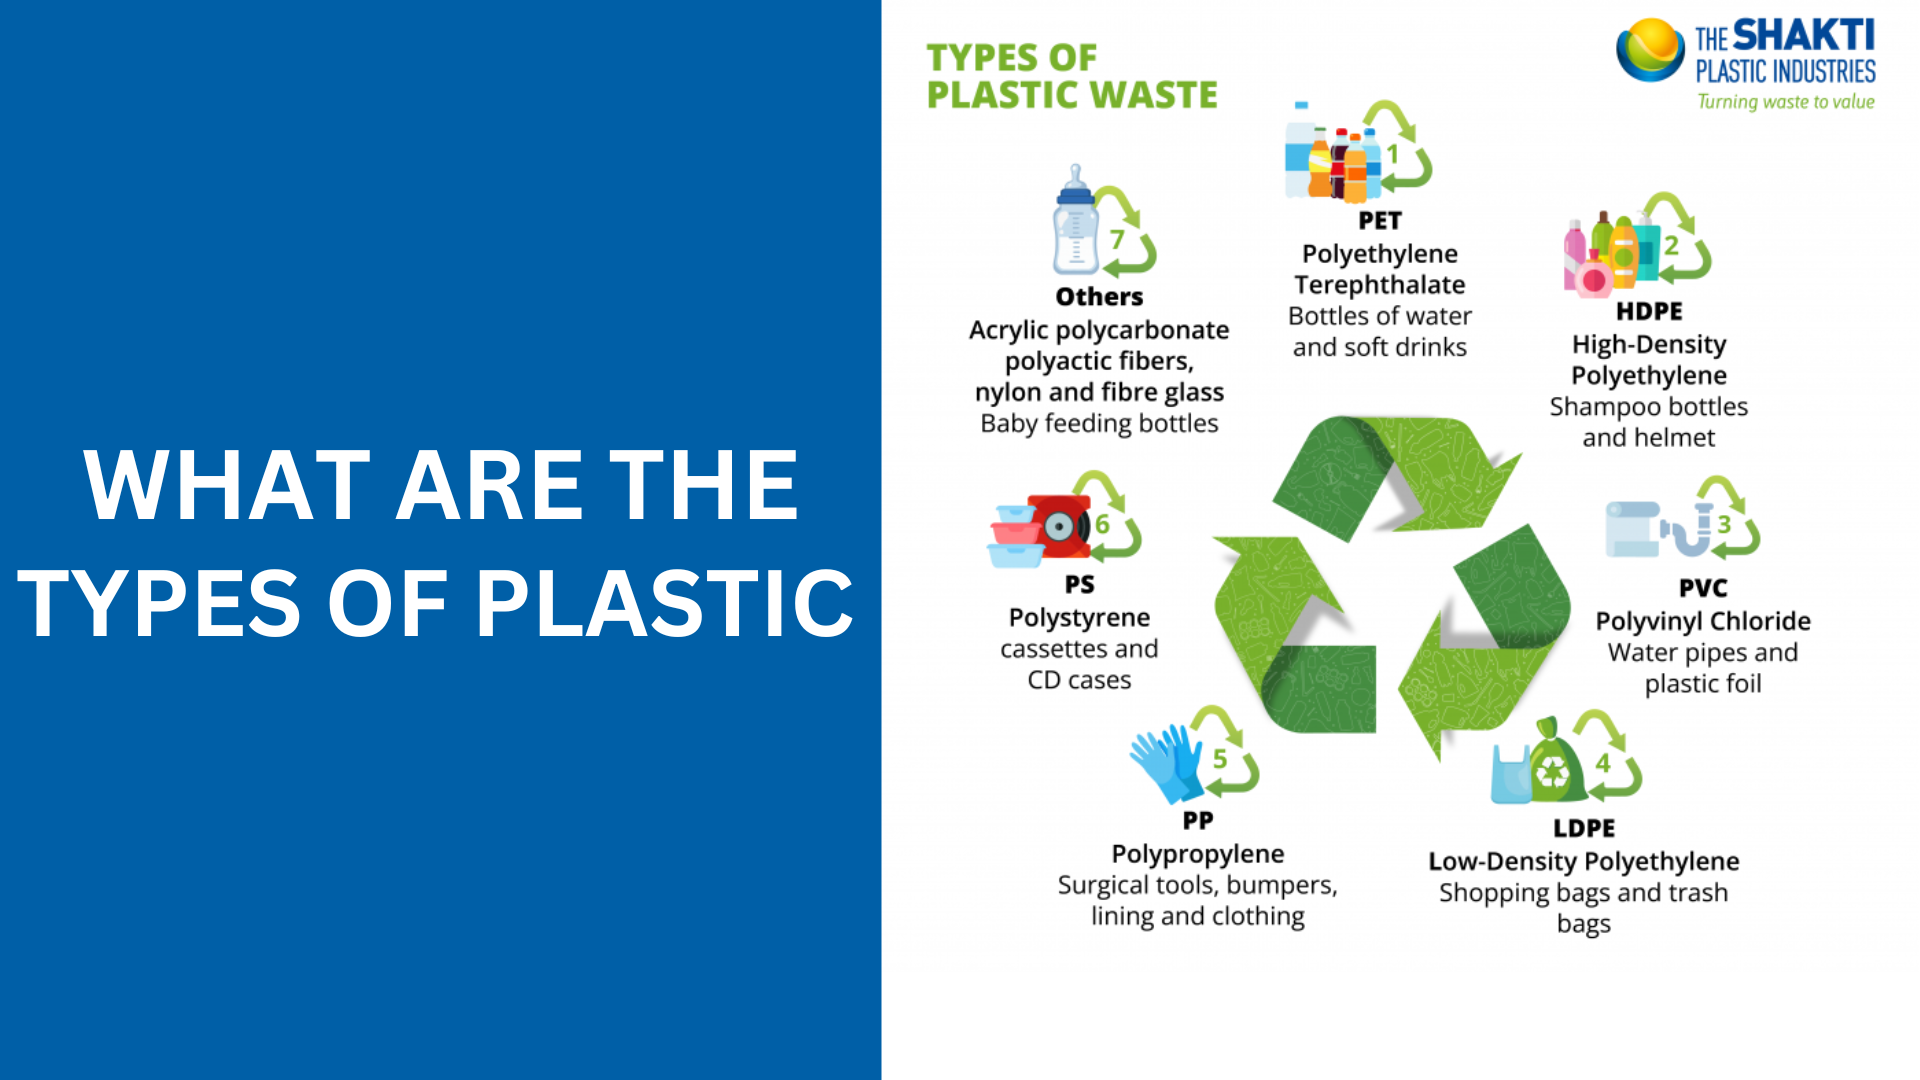 WHAT ARE THE
TYPES OF PLASTIC
TYPES OF
PLASTIC WASTE
THE SHAKTI
PLASTIC INDUSTRIES
Turning waste to value
1
PET
Polyethylene
Terephthalate
Bottles of water
and soft drinks
2
HDPE
High-Density
Polyethylene
Shampoo bottles
and helmet
3
PVC
Polyvinyl Chloride
Water pipes and
plastic foil
4
LDPE
Low-Density Polyethylene
Shopping bags and trash
bags
5
PP
Polypropylene
Surgical tools, bumpers,
lining and clothing
6
PS
Polystyrene
cassettes and
CD cases
7
Others
Acrylic polycarbonate
polyactic fibers,
nylon and fibre glass
Baby feeding bottles